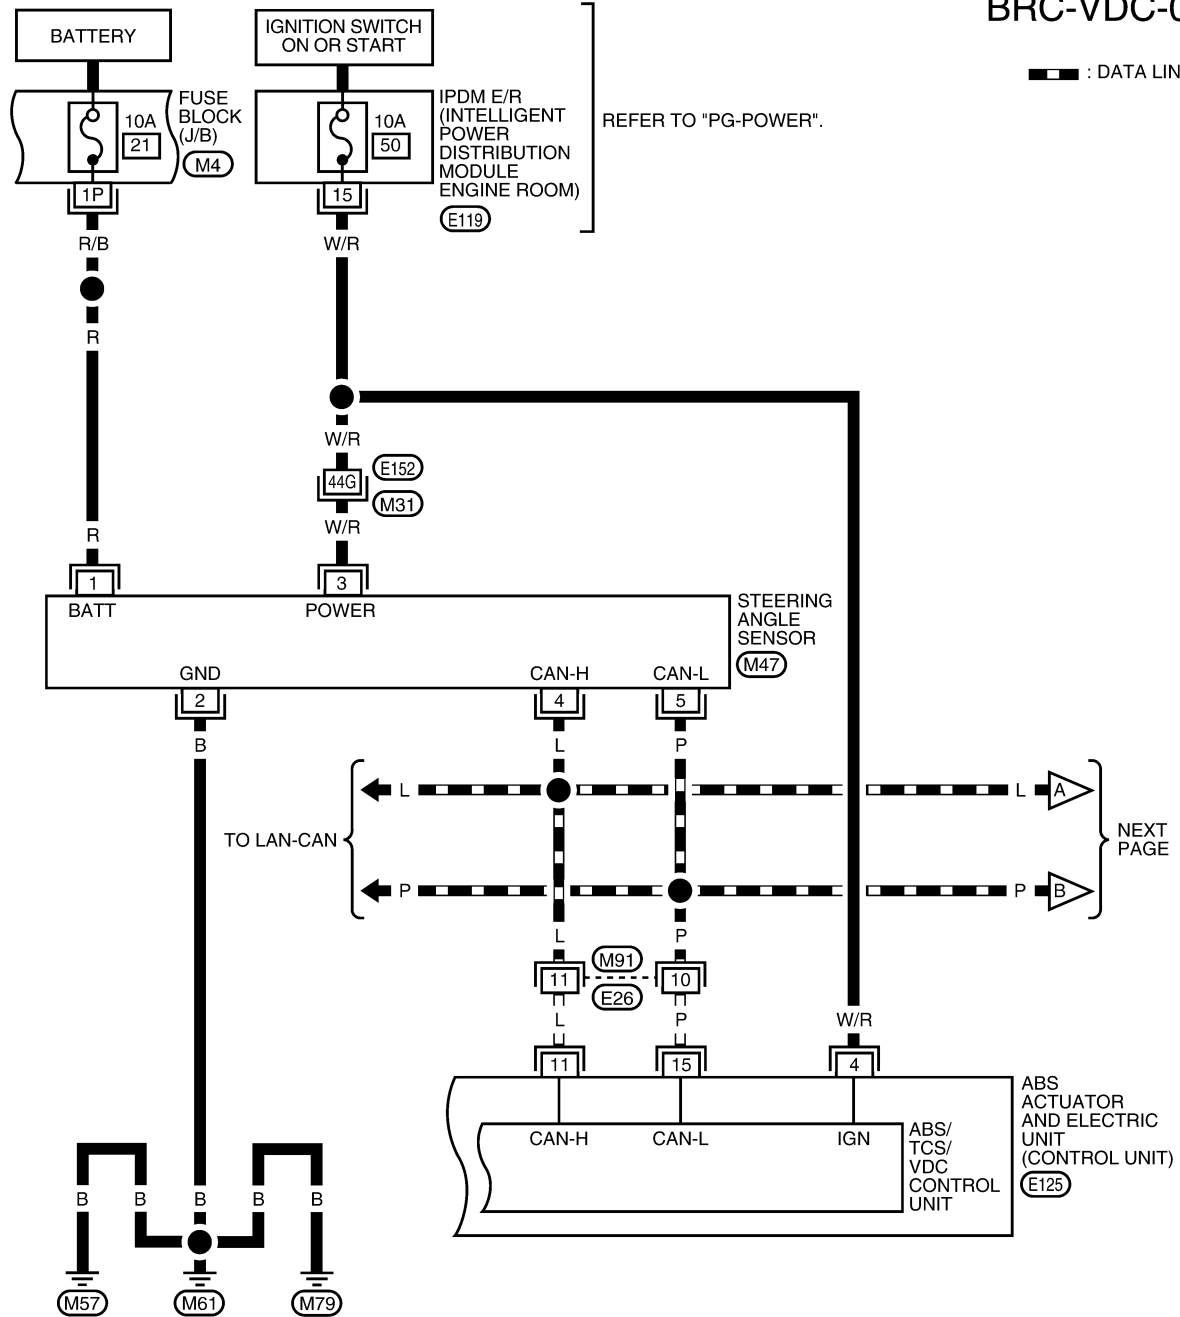 BRC-VDC-0
: DATA LIN
BATTERY
IGNITION SWITCH
ON OR START
10A
21
FUSE
BLOCK
(J/B)
M4
10A
50
IPDM E/R
(INTELLIGENT
POWER
DISTRIBUTION
MODULE
ENGINE ROOM)
E119
REFER TO "PG-POWER".
1P
15
R/B
W/R
R
W/R
44G
E152
M31
W/R
R
1
3
BATT
POWER
STEERING
ANGLE
SENSOR
M47
GND
CAN-H
CAN-L
2
4
5
B
L
P
L
L
A
TO LAN-CAN
NEXT
PAGE
P
P
B
L
P
11
M91
E26
10
L
P
W/R
11
15
4
ABS
ACTUATOR
AND ELECTRIC
UNIT
(CONTROL UNIT)
E125
CAN-H
CAN-L
IGN
ABS/
TCS/
VDC
CONTROL
UNIT
B
B
B
B
B
M57
M61
M79